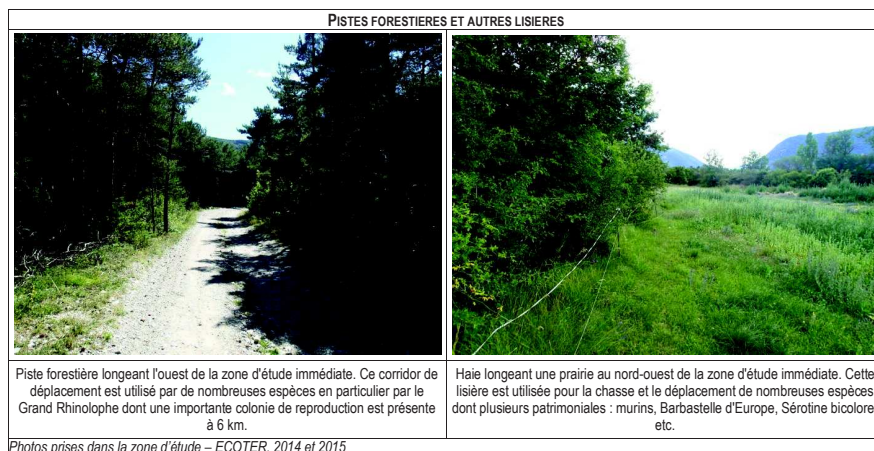 PISTES FORESTIERES ET AUTRES LISIERES
Piste forestière longeant l'ouest de la zone d'étude immédiate. Ce corridor de
déplacement est utilisé par de nombreuses espèces en particulier par le
Grand Rhinolophe dont une importante colonie de reproduction est présente
à 6 km.
Haie longeant une prairie au nord-ouest de la zone d'étude immédiate. Cette
lisière est utilisée pour la chasse et le déplacement de nombreuses espèces
dont plusieurs patrimoniales : murins, Barbastelle d'Europe, Sérotine bicolore,
etc.
Photos prises dans la zone d'étude – ECOTER, 2014 et 2015